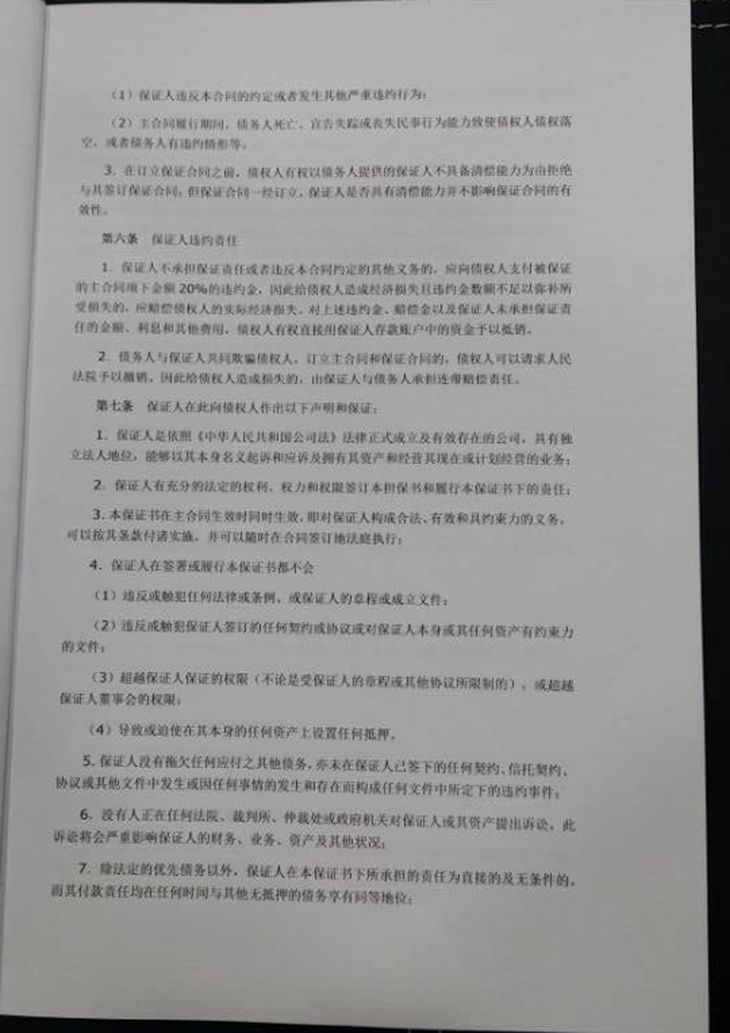 （1）保证人违反本合同的约定或者发生其他严重违约行为；
（2）主合同履行期间，债务人死亡、宣告失踪或丧失民事行为能力致使债权人债权落
空，或者债务人有违约情形等。
3．在订立保证合同之前，债权人有权以债务人提供的保证人不具备清偿能力为由拒绝
与其签订保证合同；但保证合同一经订立，保证人是否具有清偿能力并不影响保证合同的有
效性。
第六条 保证人违约责任
1．保证人不承担保证责任或者违反本合同约定的其他义务的，应向债权人支付被保证
的主合同项下金额 20%的违约金，因此给债权人造成经济损失且违约金数额不足以弥补所
受损失的，应赔偿债权人的实际经济损失。对上述违约金、赔偿金以及保证人未承担保证责
任的金额、利息和其他费用，债权人有权直接用保证人存款账户中的资金予以抵销。
2．债务人与保证人共同欺骗债权人，订立主合同和保证合同的，债权人可以请求人民
法院予以撤销。因此给债权人造成损失的，由保证人与债务人承担连带赔偿责任。
第七条 保证人在此向债权人作出以下声明和保证：
1．保证人是依照《中华人民共和国公司法》法律正式成立及有效存在的公司，具有独
立法人地位，能够以其本身名义起诉和应诉及拥有其资产和经营其现在或计划经营的业务；
2．保证人有充分的法定的权利、权力和权限签订本担保书和履行本保证书下的责任；
3．本保证书在主合同生效时同时生效，即对保证人构成合法、有效和具约束力的义务，
可以按其条款付诸实施，并可以随时在合同签订地法庭执行；
4．保证人在签署或履行本保证书都不会
（1）违反或触犯任何法律或条例、或保证人的章程或成立文件；
（2）违反或触犯保证人签订的任何契约或协议或对保证人本身或其任何资产有约束力
的文件；
（3）超越保证人保证的权限（不论是受保证人的章程或其他协议所限制的），或超越
保证人董事会的权限；
（4）导致或迫使在其本身的任何资产上设置任何抵押。
5．保证人没有拖欠任何应付之其他债务，亦未在保证人已签下的任何契约、信托契约、
协议或其他文件中发生或因任何事情的发生和存在而构成任何文件中所定下的违约事件；
6．没有人正在任何法院、裁判所、仲裁处或政府机关对保证人或其资产提出诉讼，此
诉讼将会严重影响保证人的财务、业务、资产及其他状况；
7．除法定的优先债务以外，保证人在本保证书下所承担的责任为直接的及无条件的，
而其付款责任均在任何时间与其他无抵押的债务享有同等地位；